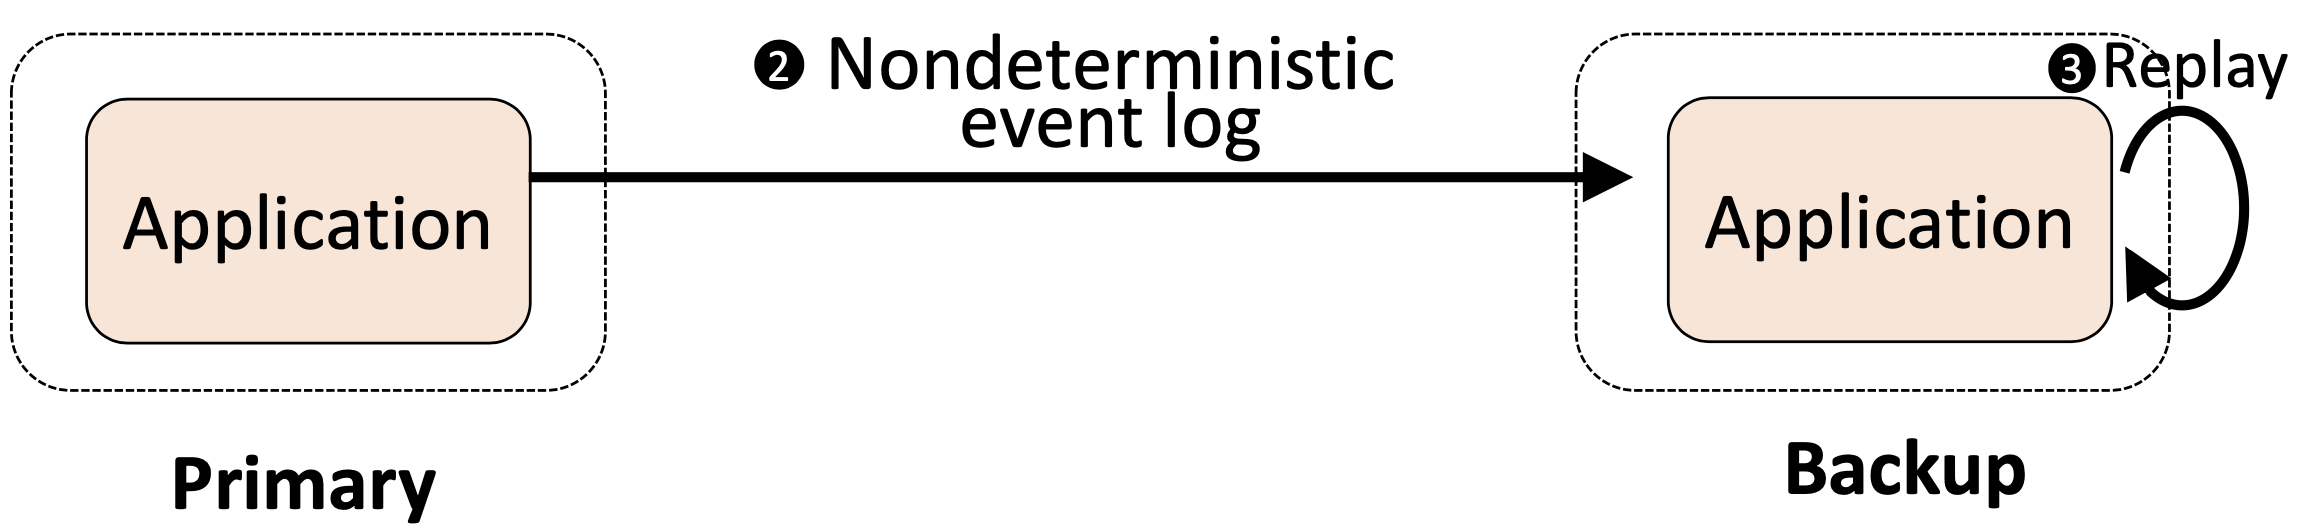 ❷ Nondeterministic
event log
❸Replay
Application
Application
Primary
Backup